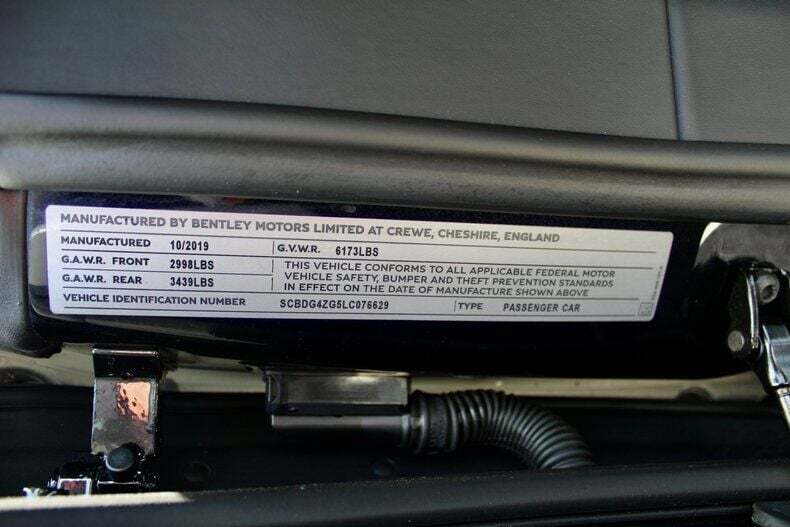 MANUFACTURED BY BENTLEY MOTORS LIMITED AT CREWE, CHESHIRE, ENGLAND
MANUFACTURED 10/2019 G.V.W.R. 6173LBS
G.A.W.R. FRONT 2998LBS
G.A.W.R. REAR 3439LBS
THIS VEHICLE CONFORMS TO ALL APPLICABLE FEDERAL MOTOR
VEHICLE SAFETY, BUMPER AND THEFT PREVENTION STANDARDS
IN EFFECT ON THE DATE OF MANUFACTURE SHOWN ABOVE
VEHICLE IDENTIFICATION NUMBER SCBDG4ZG5LC076629 TYPE PASSENGER CAR